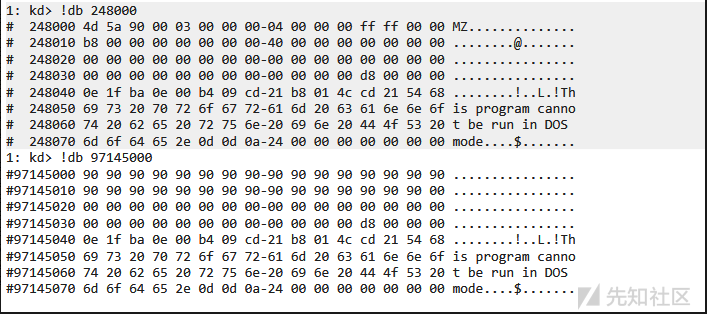 1: kd> !db 248000
#  248000 4d 5a 90 00 03 00 00 00-04 00 00 00 ff ff 00 00 MZ..............
#  248010 b8 00 00 00 00 00 00 00-40 00 00 00 00 00 00 00 ........@.......
#  248020 00 00 00 00 00 00 00 00-00 00 00 00 00 00 00 00 ................
#  248030 00 00 00 00 00 00 00 00-00 00 00 00 d8 00 00 00 ................
#  248040 0e 1f ba 0e 00 b4 09 cd-21 b8 01 4c cd 21 54 68 ........!..L.!Th
#  248050 69 73 20 70 72 6f 67 72-61 6d 20 63 61 6e 6e 6f is program canno
#  248060 74 20 62 65 20 72 75 6e-20 69 6e 20 44 4f 53 20 t be run in DOS
#  248070 6d 6f 64 65 2e 0d 0d 0a-24 00 00 00 00 00 00 00 mode....$.......
1: kd> !db 97145000
#97145000 90 90 90 90 90 90 90 90-90 90 90 90 90 90 90 90 ................
#97145010 90 90 90 90 90 90 90 90-90 90 90 90 90 90 90 90 ................
#97145020 00 00 00 00 00 00 00 00-00 00 00 00 00 00 00 00 ................
#97145030 00 00 00 00 00 00 00 00-00 00 00 00 d8 00 00 00 ................
#97145040 0e 1f ba 0e 00 b4 09 cd-21 b8 01 4c cd 21 54 68 ........!..L.!Th
#97145050 69 73 20 70 72 6f 67 72-61 6d 20 63 61 6e 6e 6f is program canno
#97145060 74 20 62 65 20 72 75 6e-20 69 6e 20 44 4f 53 20 t be run in DOS
#97145070 6d 6f 64 65 2e 0d 0d 0a-24 00 00 00 00 00 00 00 mode....$.......
先知社区